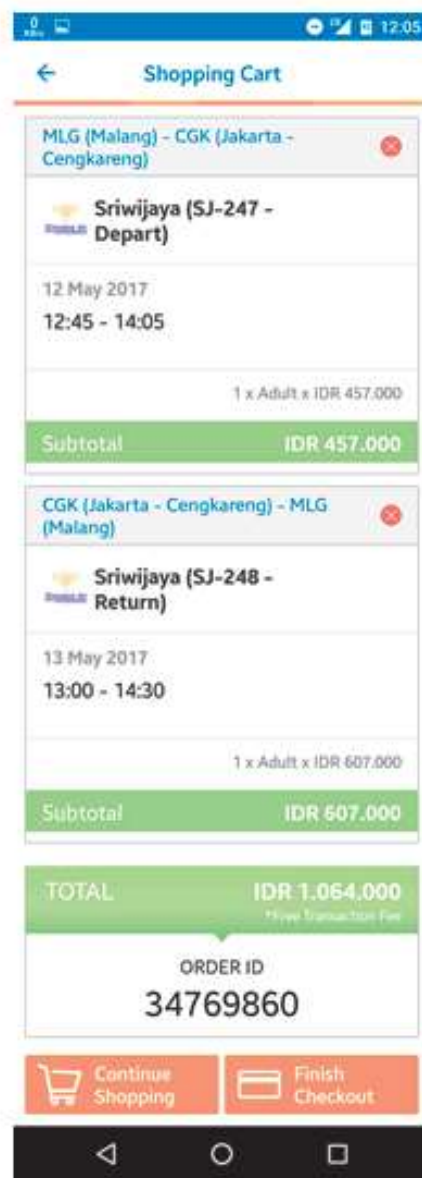 0
12:05
Shopping Cart
MLG (Malang) - CGK (Jakarta -
Cengkareng)
Sriwijaya (SJ-247 -
Depart)
12 May 2017
12:45 - 14:05
1 x Adult x IDR 457.000
Subtotal IDR 457.000
CGK (Jakarta - Cengkareng) - MLG
(Malang)
Sriwijaya (SJ-248 -
Return)
13 May 2017
13:00 - 14:30
1 x Adult x IDR 607.000
Subtotal IDR 607.000
TOTAL IDR 1.064.000
*Free Transaction Fee
ORDER ID
34769860
Continue
Shopping
Finish
Checkout